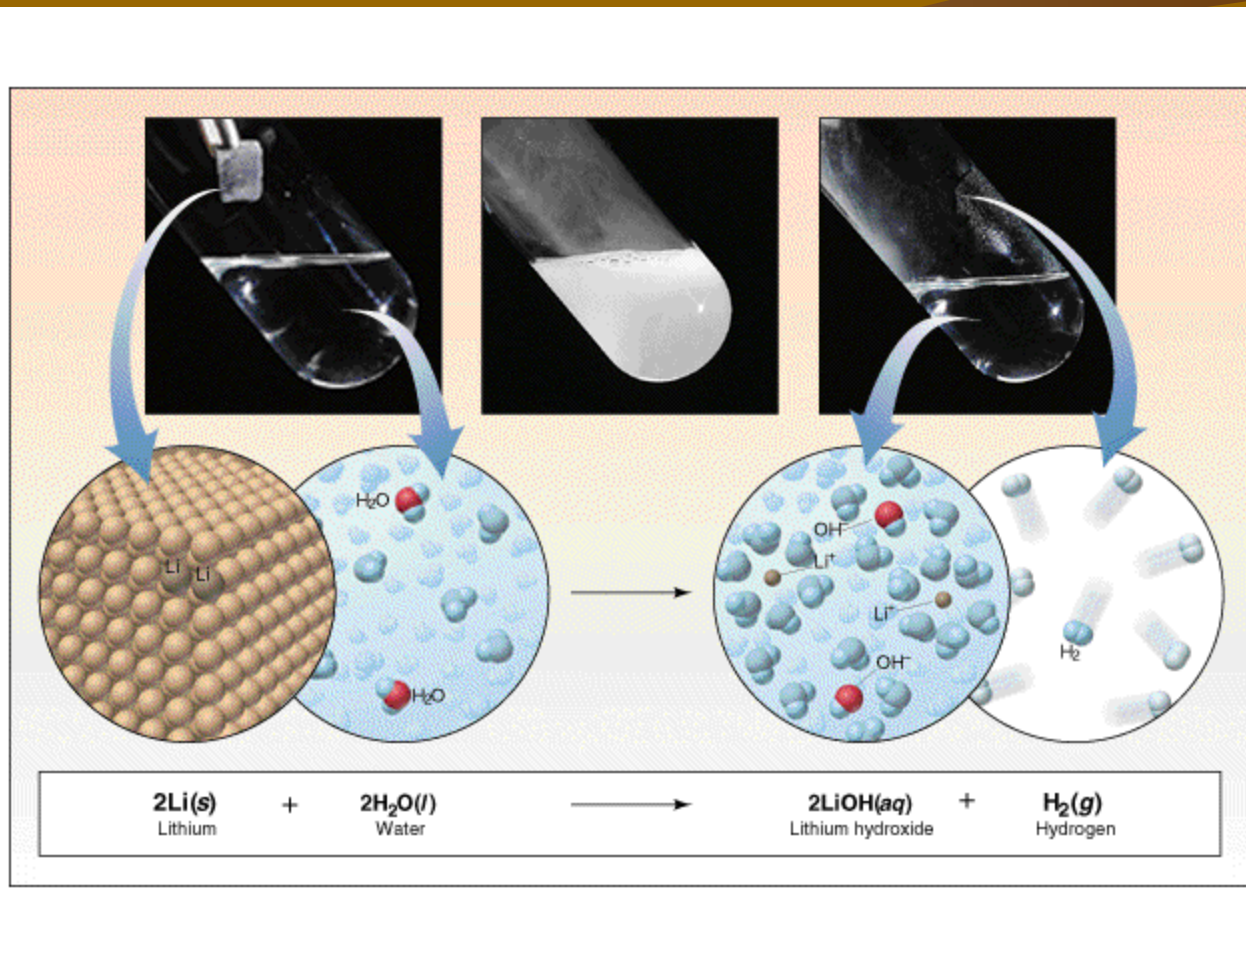 H₂O
Li
Li
H₂O
OH⁻
Li⁺
Li⁺
OH⁻
H₂
2Li(s) + 2H₂O(l) → 2LiOH(aq) + H₂(g)
Lithium Water Lithium hydroxide Hydrogen